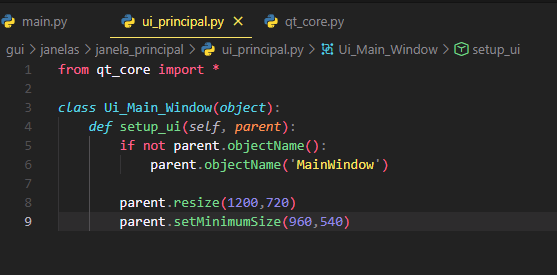 main.py
ui_principal.py ×
qt_core.py
gui > janelas > janela_principal > ui_principal.py > Ui_Main_Window > setup_ui
1 from qt_core import *
2
3 class Ui_Main_Window(object):
4 def setup_ui(self, parent):
5 if not parent.objectName():
6 parent.objectName('MainWindow')
7
8 parent.resize(1200,720)
9 parent.setMinimumSize(960,540)